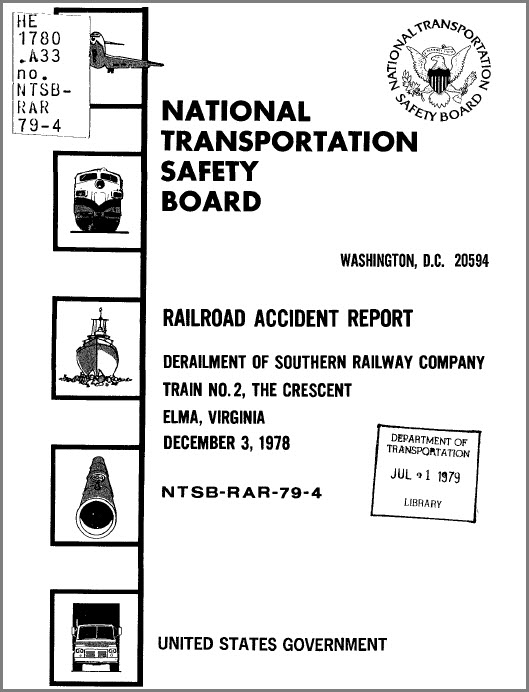 HE
1780
.A33
no.
NTSB-
RAR
79-4
NATIONAL TRANSPORTATION
SAFETY BOARD
NATIONAL
TRANSPORTATION
SAFETY
BOARD
WASHINGTON, D.C. 20594
RAILROAD ACCIDENT REPORT
DERAILMENT OF SOUTHERN RAILWAY COMPANY
TRAIN NO. 2, THE CRESCENT
ELMA, VIRGINIA
DECEMBER 3, 1978
NTSB-RAR-79-4
DEPARTMENT OF
TRANSPORTATION
JUL 1979
LIBRARY
UNITED STATES GOVERNMENT